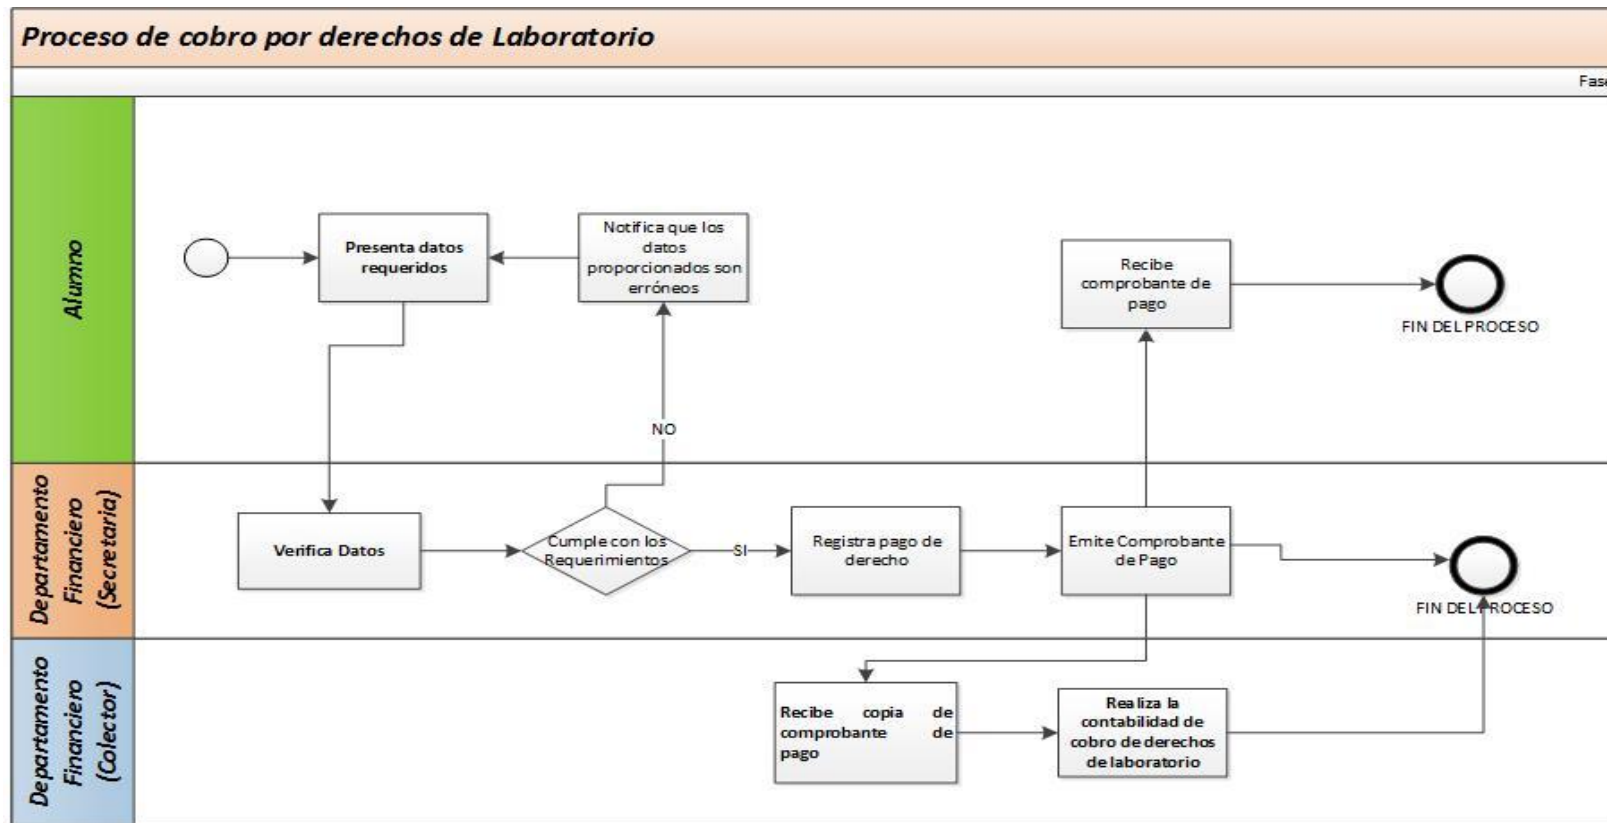 Proceso de cobro por derechos de Laboratorio
Fase
Alumno
Presenta datos
requeridos
Notifica que los
datos
proporcionados son
erróneos
Recibe
comprobante de
pago
FIN DEL PROCESO
NO
Departamento
Financiero
(Secretaria)
Verifica Datos
Cumple con los
Requerimientos
SI
Registra pago de
derecho
Emite Comprobante
de Pago
FIN DEL PROCESO
Departamento
Financiero
(Colector)
Recibe copia de
comprobante de
pago
Realiza la
contabilidad de
cobro de derechos
de laboratorio